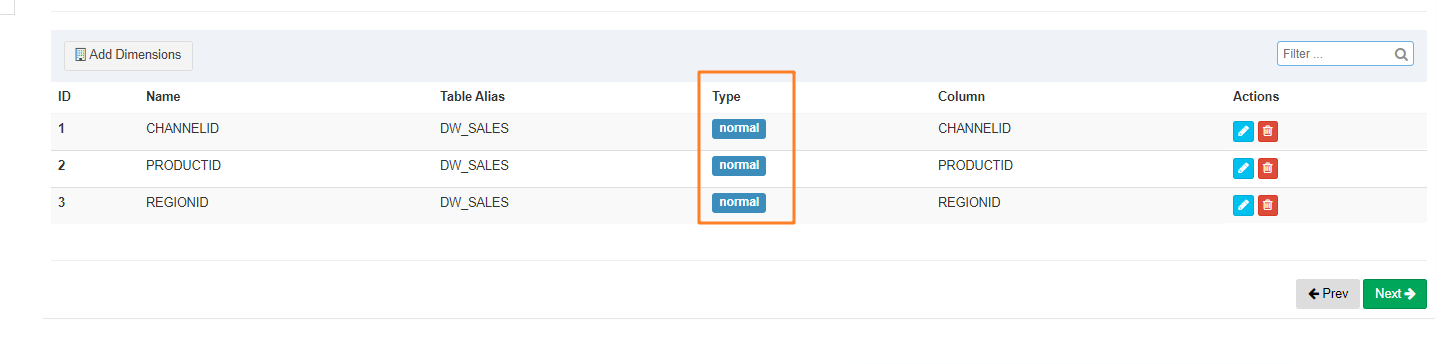 Add Dimensions
Filter ...
ID Name Table Alias Type Column Actions
1 CHANNELID DW_SALES normal CHANNELID
2 PRODUCTID DW_SALES normal PRODUCTID
3 REGIONID DW_SALES normal REGIONID
Prev Next